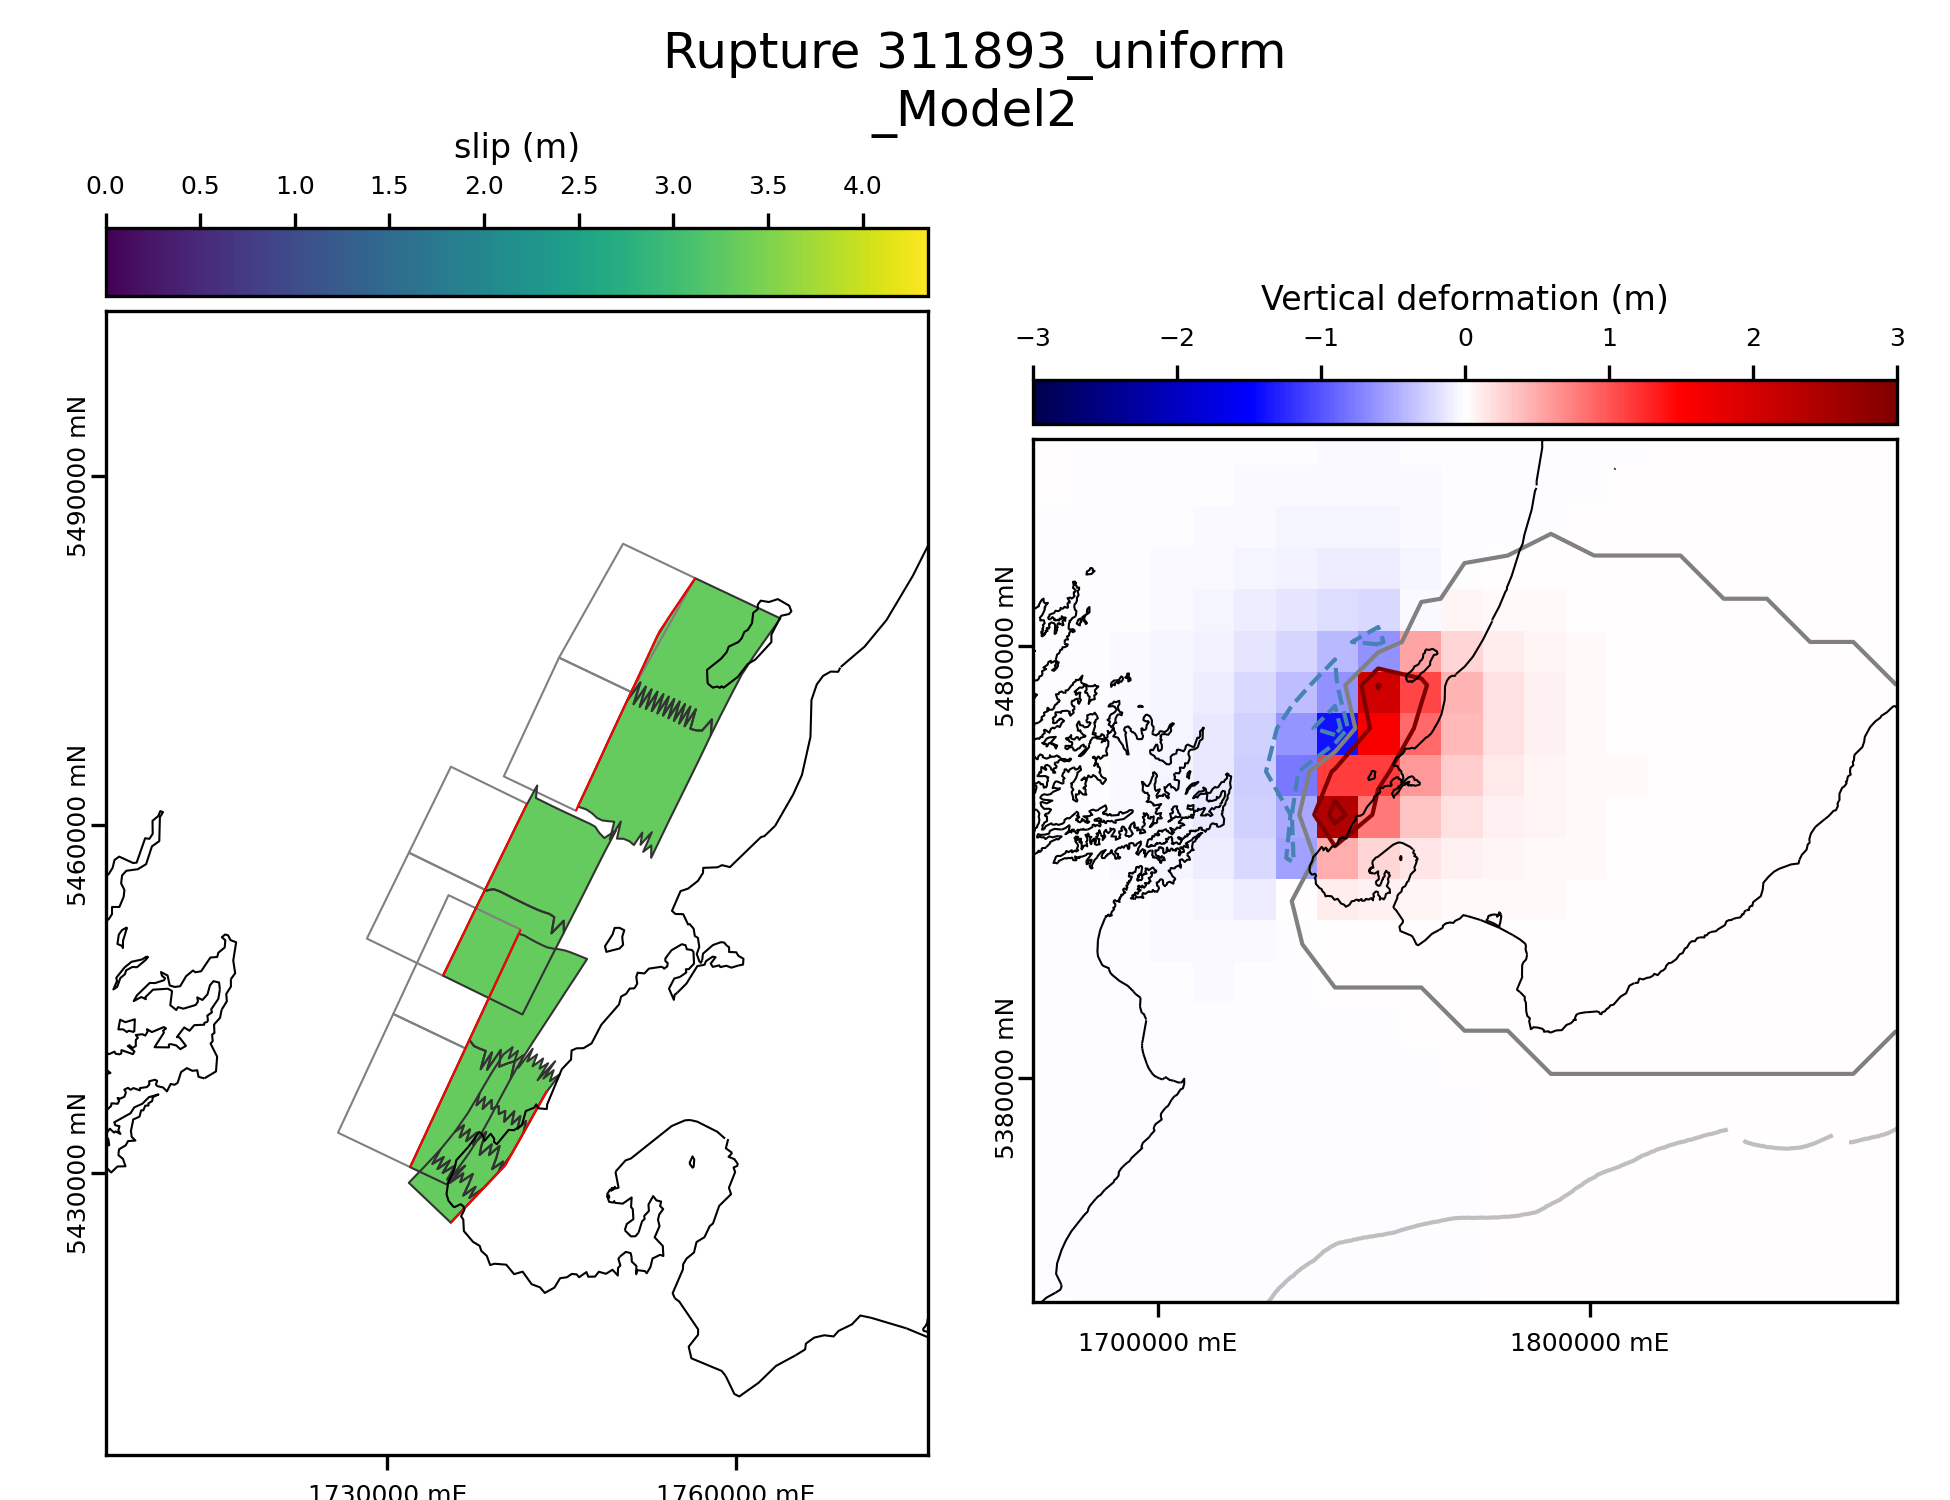 Rupture 311893_uniform
_Model2
slip (m)
0.0 0.5 1.0 1.5 2.0 2.5 3.0 3.5 4.0
Vertical deformation (m)
−3 −2 −1 0 1 2 3
5490000 mN
5460000 mN
5430000 mN
1730000 mE 1760000 mE
5480000 mN
5380000 mN
1700000 mE 1800000 mE